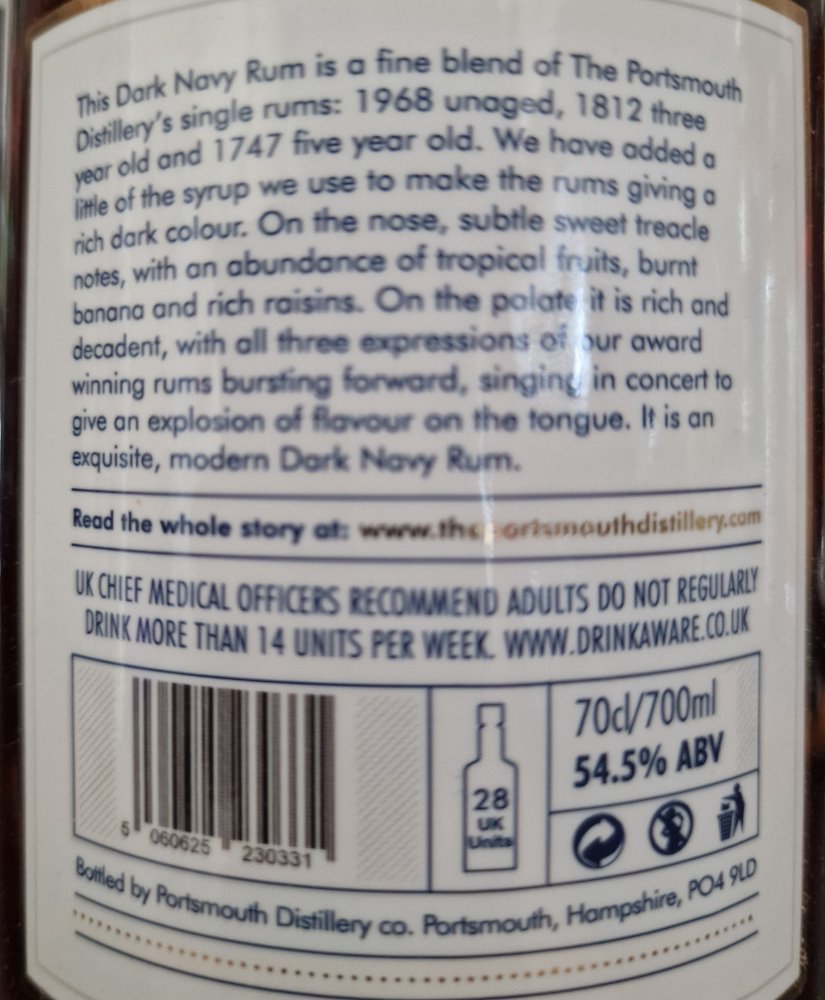 This Dark Navy Rum is a fine blend of The Portsmouth
Distillery's single rums: 1968 unaged, 1812 three
year old and 1747 five year old. We have added a
little of the syrup we use to make the rums giving a
rich dark colour. On the nose, subtle sweet treacle
notes, with an abundance of tropical fruits, burnt
banana and rich raisins. On the palate it is rich and
decadent, with all three expressions of our award
winning rums bursting forward, singing in concert to
give an explosion of flavour on the tongue. It is an
exquisite, modern Dark Navy Rum.
Read the whole story at: www.theportsmouthdistillery.com
UK CHIEF MEDICAL OFFICERS RECOMMEND ADULTS DO NOT REGULARLY
DRINK MORE THAN 14 UNITS PER WEEK. WWW.DRINKAWARE.CO.UK
6 060625 230331
28
UK
Units
70cl/700ml
54.5% ABV
Bottled by Portsmouth Distillery co. Portsmouth, Hampshire, PO4 9LD